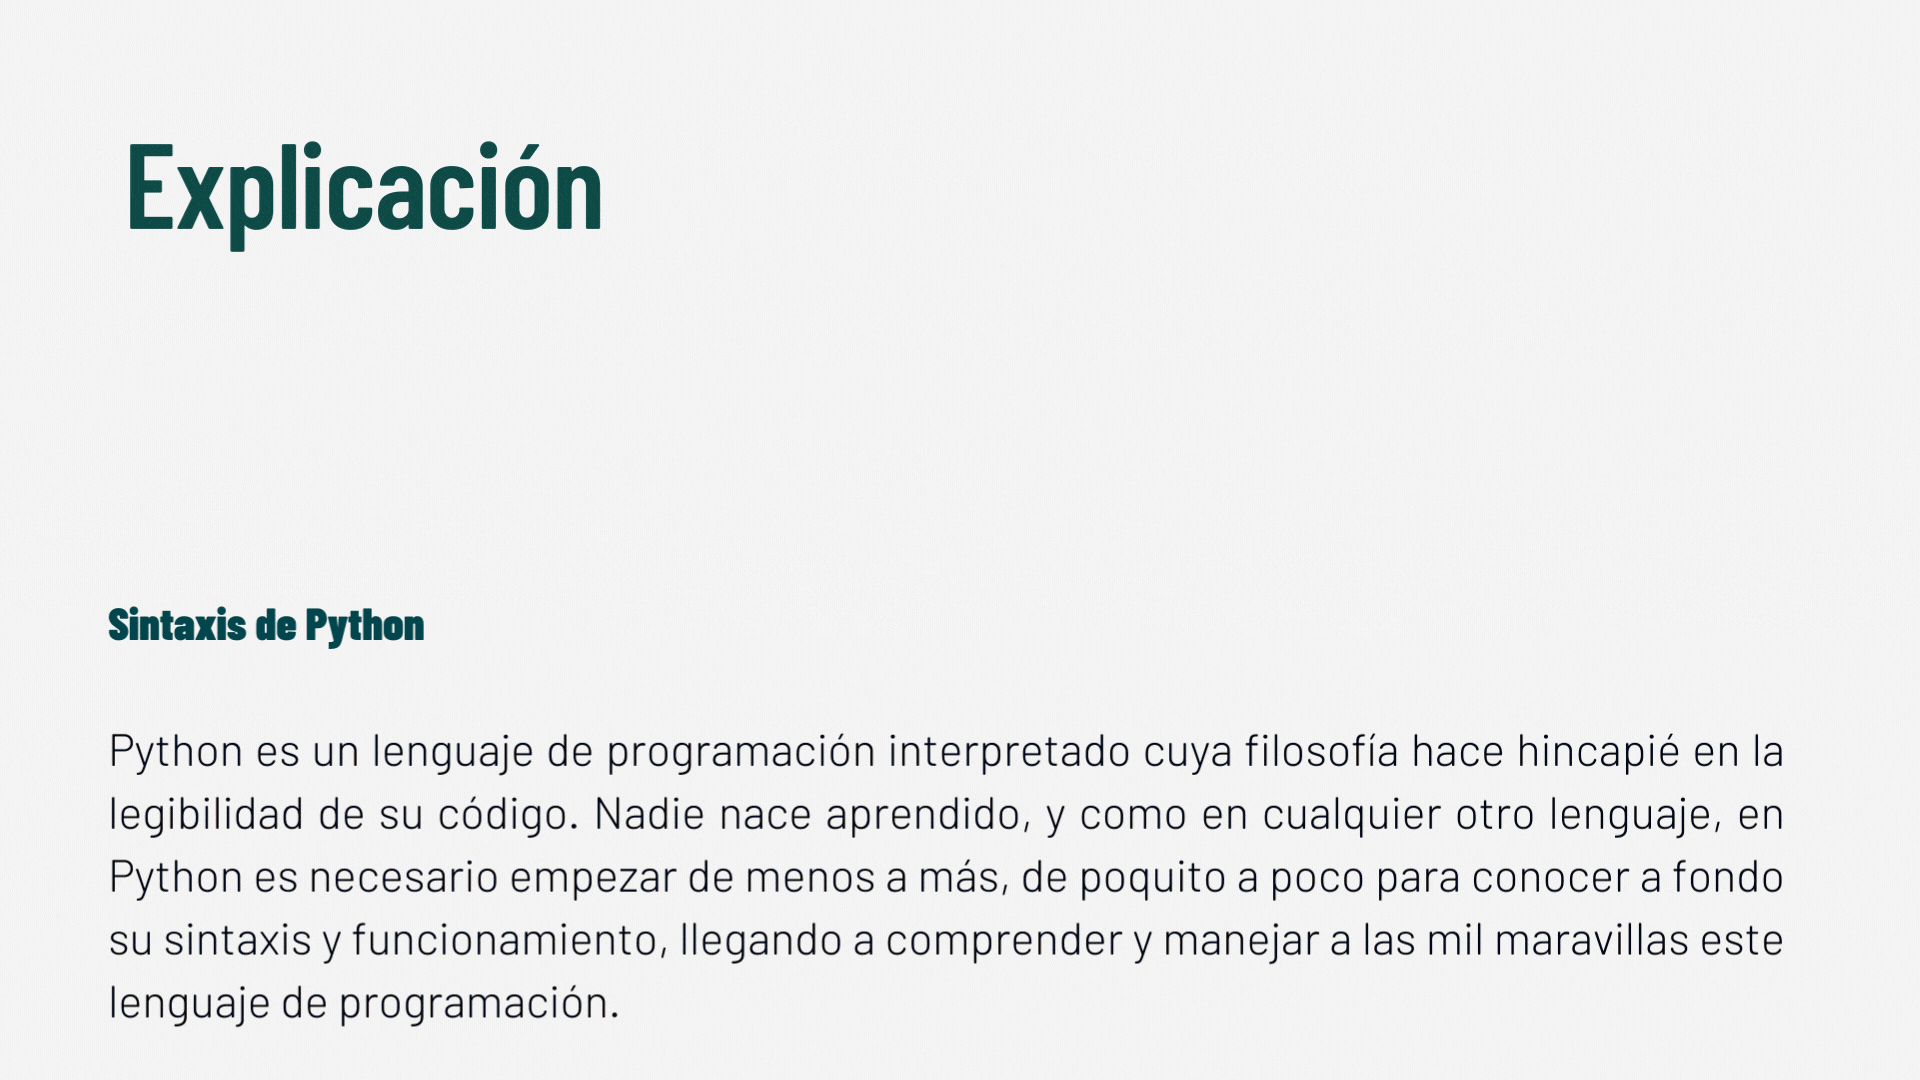 Explicación
Sintaxis de Python
Python es un lenguaje de programación interpretado cuya filosofía hace hincapié en la
legibilidad de su código. Nadie nace aprendido, y como en cualquier otro lenguaje, en
Python es necesario empezar de menos a más, de poquito a poco para conocer a fondo
su sintaxis y funcionamiento, llegando a comprender y manejar a las mil maravillas este
lenguaje de programación.